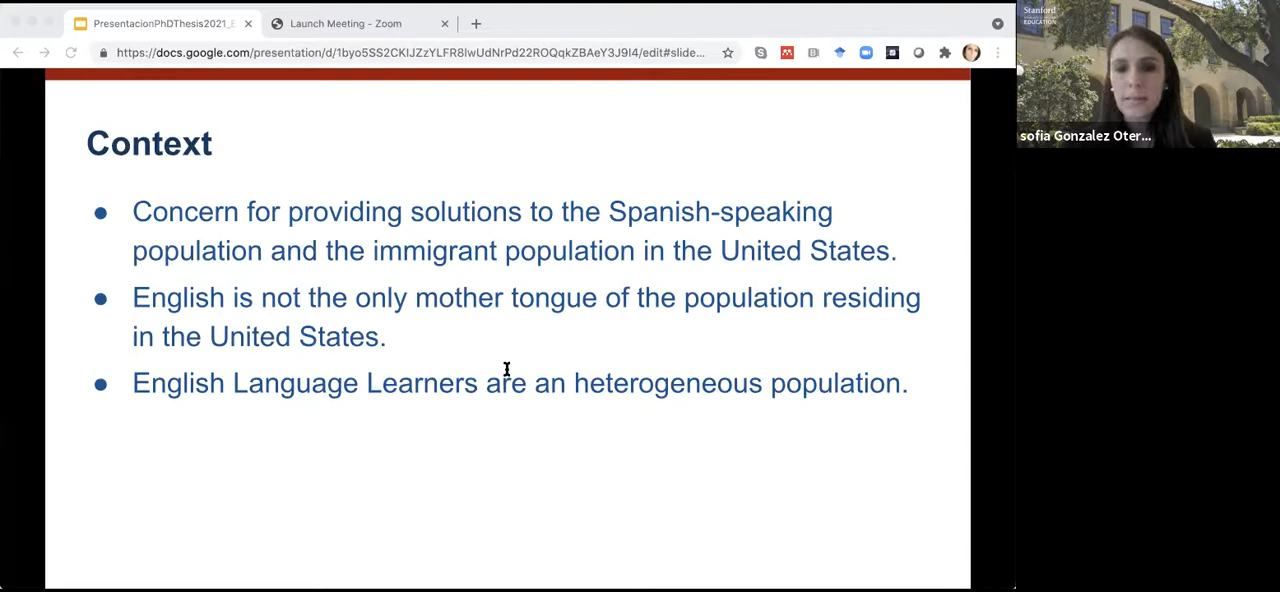 PresentacionPhDThesis2021_E
Launch Meeting - Zoom
https://docs.google.com/presentation/d/1byo5SS2CKIJZzYLFR8lwUdNrPd22ROQqkZBAeY3J9I4/edit#slide...
Stanford
EDUCATION
sofia Gonzalez Oter...
Context
● Concern for providing solutions to the Spanish-speaking
population and the immigrant population in the United States.
● English is not the only mother tongue of the population residing
in the United States.
● English Language Learners are an heterogeneous population.